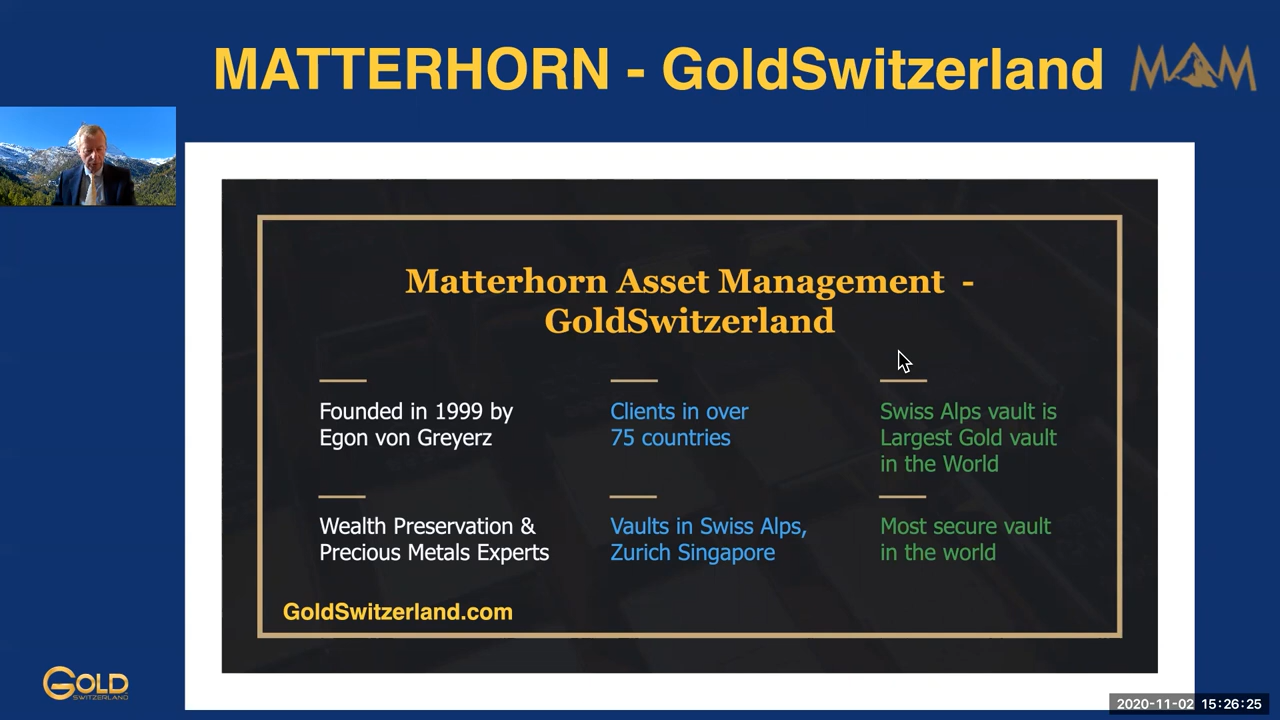 MATTERHORN - GoldSwitzerland
MAM
Matterhorn Asset Management -
GoldSwitzerland
Founded in 1999 by
Egon von Greyerz
Clients in over
75 countries
Swiss Alps vault is
Largest Gold vault
in the World
Wealth Preservation &
Precious Metals Experts
Vaults in Swiss Alps,
Zurich Singapore
Most secure vault
in the world
GoldSwitzerland.com
GOLD
SWITZERLAND
2020-11-02 15:26:25